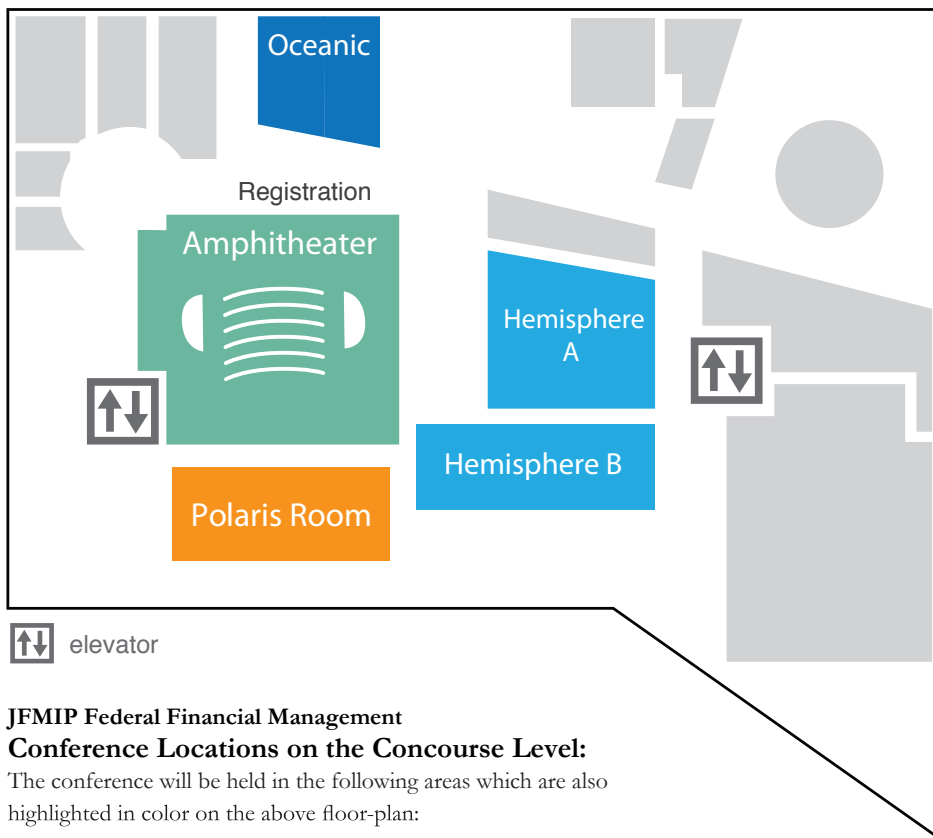 Oceanic
Registration
Amphitheater
Hemisphere
A
Hemisphere B
Polaris Room
elevator
JFMIP Federal Financial Management
Conference Locations on the Concourse Level:
The conference will be held in the following areas which are also
highlighted in color on the above floor-plan: